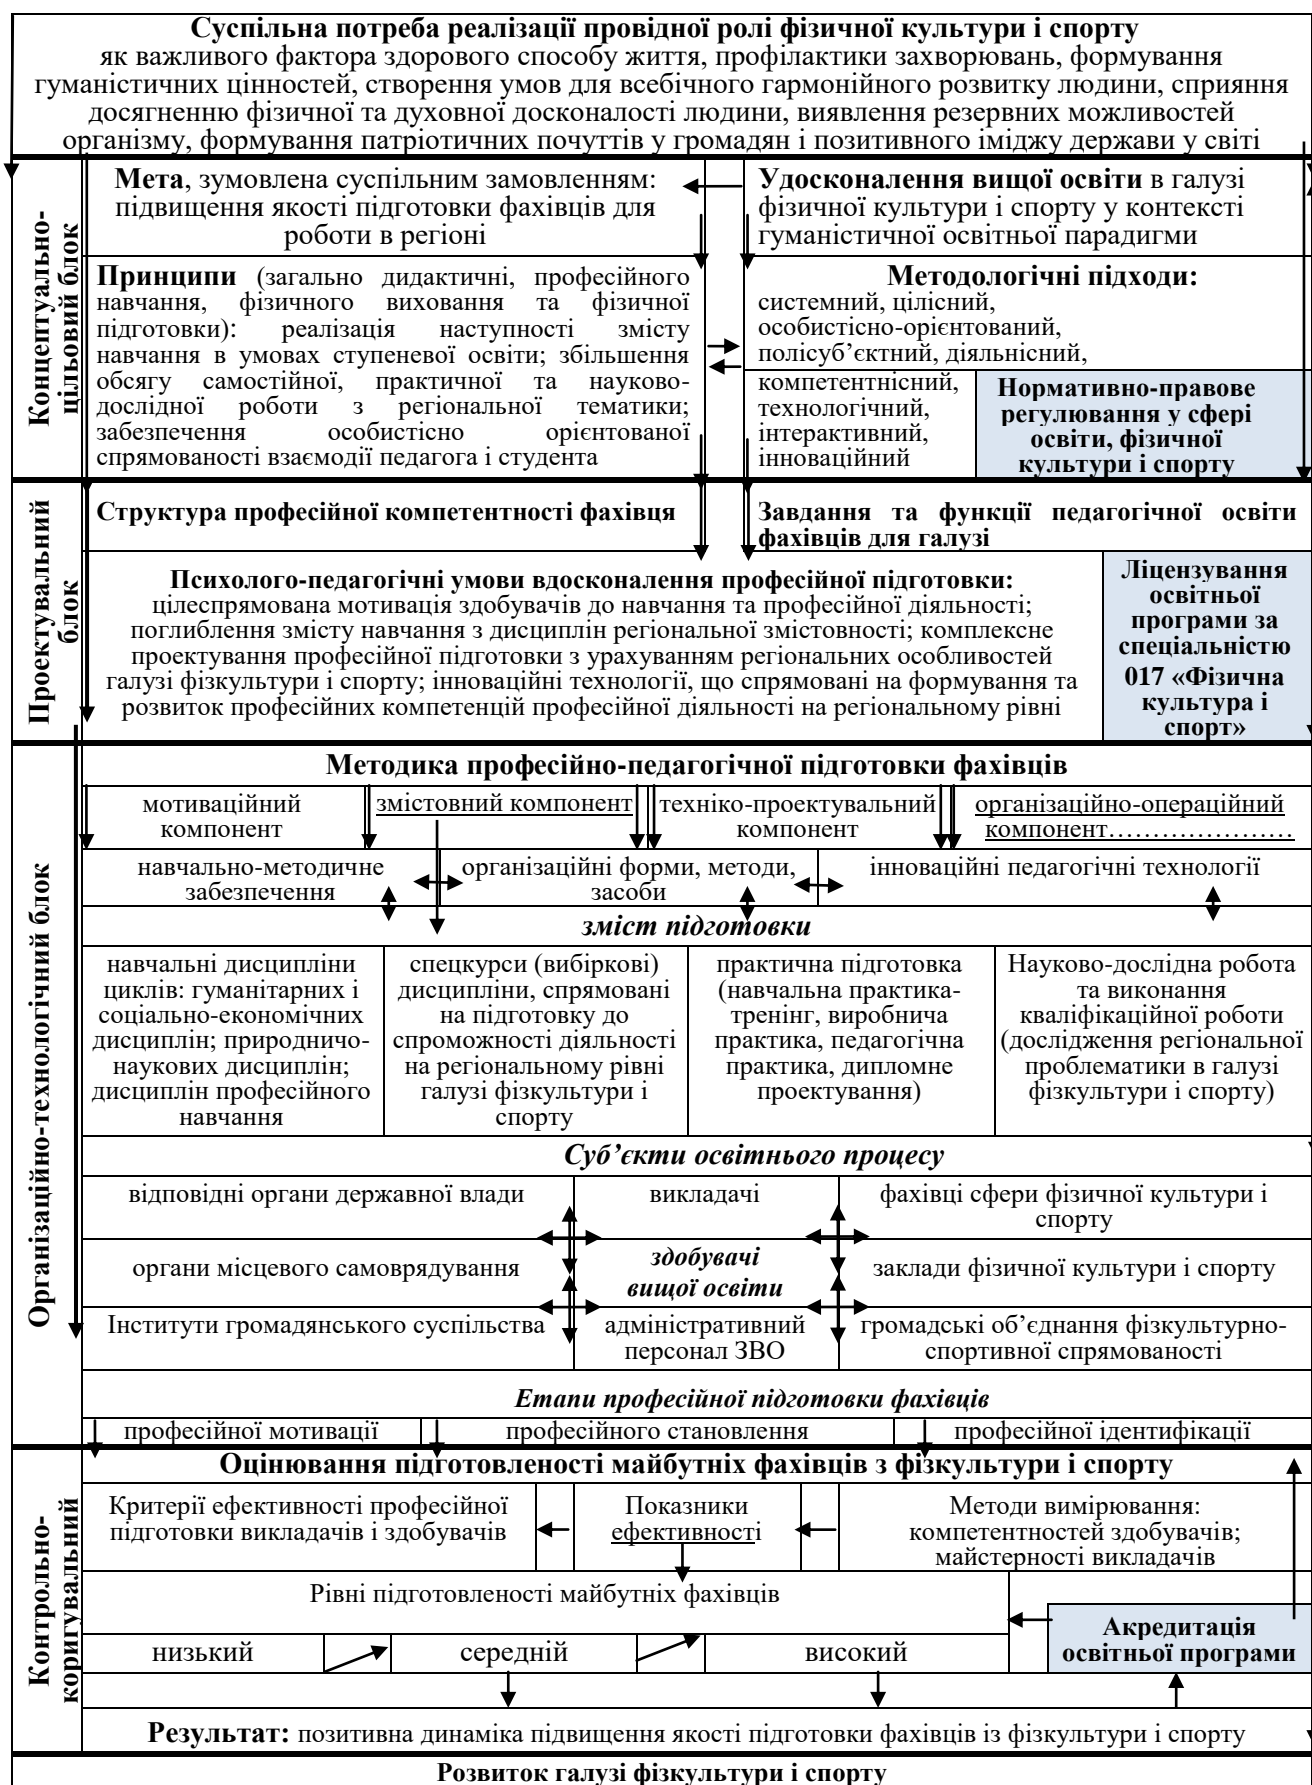 Суспільна потреба реалізації провідної ролі фізичної культури і спорту
як важливого фактора здорового способу життя, профілактики захворювань, формування
гуманістичних цінностей, створення умов для всебічного гармонійного розвитку людини, сприяння
досягненню фізичної та духовної досконалості людини, виявлення резервних можливостей
організму, формування патріотичних почуттів у громадян і позитивного іміджу держави у світі
Концептуально-
цільовий блок
Мета, зумовлена суспільним замовленням:
підвищення якості підготовки фахівців для
роботи в регіоні
Удосконалення вищої освіти в галузі
фізичної культури і спорту у контексті
гуманістичної освітньої парадигми
Принципи (загально дидактичні, професійного
навчання, фізичного виховання та фізичної
підготовки): реалізація наступності змісту
навчання в умовах ступеневої освіти; збільшення
обсягу самостійної, практичної та науково-
дослідної роботи з регіональної тематики;
забезпечення особистісно орієнтованої
спрямованості взаємодії педагога і студента
Методологічні підходи:
системний, цілісний,
особистісно-орієнтований,
полісуб’єктний, діяльнісний,
компетентнісний,
технологічний,
інтерактивний,
інноваційний
Нормативно-правове
регулювання у сфері
освіти, фізичної
культури і спорту
Проектувальний
блок
Структура професійної компетентності фахівця
Завдання та функції педагогічної освіти
фахівців для галузі
Психолого-педагогічні умови вдосконалення професійної підготовки:
цілеспрямована мотивація здобувачів до навчання та професійної діяльності;
поглиблення змісту навчання з дисциплін регіональної змістовності; комплексне
проектування професійної підготовки з урахуванням регіональних особливостей
галузі фізкультури і спорту; інноваційні технології, що спрямовані на формування та
розвиток професійних компетенцій професійної діяльності на регіональному рівні
Ліцензування
освітньої
програми за
спеціальністю
017 «Фізична
культура і
спорт»
Організаційно-технологічний блок
Методика професійно-педагогічної підготовки фахівців
мотиваційний
компонент
змістовний компонент
техніко-проектувальний
компонент
організаційно-операційний
компонент…………………
навчально-методичне
забезпечення
організаційні форми, методи,
засоби
інноваційні педагогічні технології
зміст підготовки
навчальні дисципліни
циклів: гуманітарних і
соціально-економічних
дисциплін; природничо-
наукових дисциплін;
дисциплін професійного
навчання
спецкурси (вибіркові)
дисципліни, спрямовані
на підготовку до
спроможності діяльності
на регіональному рівні
галузі фізкультури і
спорту
практична підготовка
(навчальна практика-
тренінг, виробнича
практика, педагогічна
практика, дипломне
проектування)
Науково-дослідна робота
та виконання
кваліфікаційної роботи
(дослідження регіональної
проблематики в галузі
фізкультури і спорту)
Суб’єкти освітнього процесу
відповідні органи державної влади
викладачі
фахівці сфери фізичної культури і
спорту
органи місцевого самоврядування
здобувачі
вищої освіти
заклади фізичної культури і спорту
Інститути громадянського суспільства
адміністративний
персонал ЗВО
громадські об’єднання фізкультурно-
спортивної спрямованості
Етапи професійної підготовки фахівців
професійної мотивації
професійного становлення
професійної ідентифікації
Контрольно-
коригувальний
Оцінювання підготовленості майбутніх фахівців з фізкультури і спорту
Критерії ефективності професійної
підготовки викладачів і здобувачів
Показники
ефективності
Методи вимірювання:
компетентностей здобувачів;
майстерності викладачів
Рівні підготовленості майбутніх фахівців
низький
середній
високий
Акредитація
освітньої програми
Результат: позитивна динаміка підвищення якості підготовки фахівців із фізкультури і спорту
Розвиток галузі фізкультури і спорту